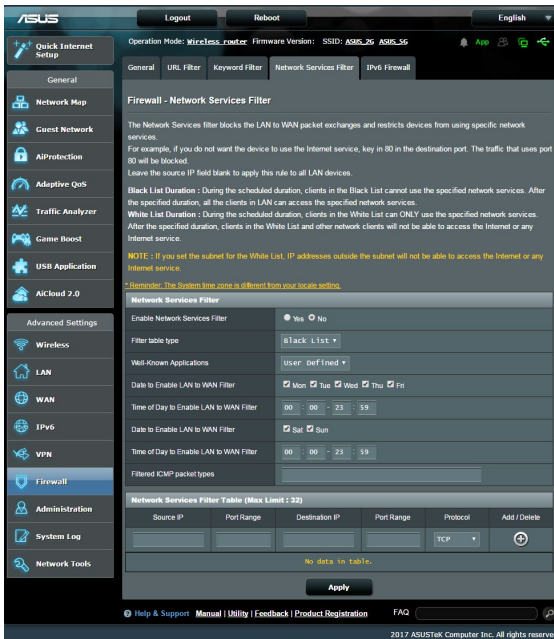 ASUS
Logout
Reboot
English
Quick Internet Setup
Operation Mode: Wireless router Firmware Version: SSID: ASUS_2G ASUS_5G
App
General
URL Filter
Keyword Filter
Network Services Filter
IPv6 Firewall
General
Network Map
Guest Network
AiProtection
Adaptive QoS
Traffic Analyzer
Game Boost
USB Application
AiCloud 2.0
Advanced Settings
Wireless
LAN
WAN
IPv6
VPN
Firewall
Administration
System Log
Network Tools
Firewall - Network Services Filter
The Network Services filter blocks the LAN to WAN packet exchanges and restricts devices from using specific network
services.
For example, if you do not want the device to use the Internet service, key in 80 in the destination port. The traffic that uses port
80 will be blocked.
Leave the source IP field blank to apply this rule to all LAN devices.
Black List Duration : During the scheduled duration, clients in the Black List cannot use the specified network services. After
the specified duration, all the clients in LAN can access the specified network services.
White List Duration : During the scheduled duration, clients in the White List can ONLY use the specified network services.
After the specified duration, clients in the White List and other network clients will not be able to access the Internet or any
Internet service.
NOTE : If you set the subnet for the White List, IP addresses outside the subnet will not be able to access the Internet or any
Internet service.
* Reminder: The System time zone is different from your locale setting.
Network Services Filter
Enable Network Services Filter Yes No
Filter table type Black List
Well-Known Applications User Defined
Date to Enable LAN to WAN Filter Mon Tue Wed Thu Fri
Time of Day to Enable LAN to WAN Filter 00 : 00 - 23 : 59
Date to Enable LAN to WAN Filter Sat Sun
Time of Day to Enable LAN to WAN Filter 00 : 00 - 23 : 59
Filtered ICMP packet types
Network Services Filter Table (Max Limit : 32)
Source IP Port Range Destination IP Port Range Protocol Add / Delete
TCP
No data in table.
Apply
Help & Support Manual | Utility | Feedback | Product Registration FAQ
2017 ASUSTeK Computer Inc. All rights reserve